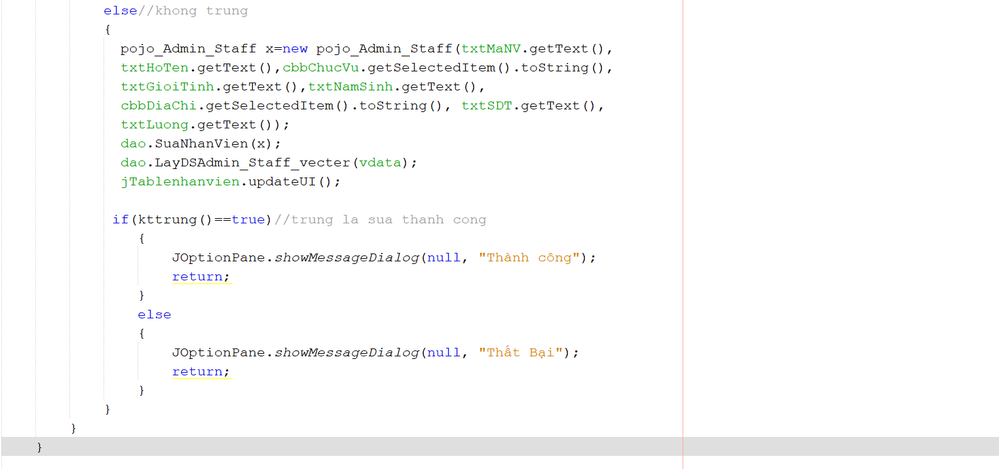 else//khong trung
{
pojo_Admin_Staff x=new pojo_Admin_Staff(txtMaNV.getText(),
txtHoTen.getText(),cbbChucVu.getSelectedItem().toString(),
txtGioiTinh.getText(),txtNamSinh.getText(),
cbbDiaChi.getSelectedItem().toString(), txtSDT.getText(),
txtLuong.getText());
dao.SuaNhanVien(x);
dao.LayDSAdmin_Staff_vecter(vdata);
jTablenhanvien.updateUI();
if(kttrung()==true)//trung la sua thanh cong
{
JOptionPane.showMessageDialog(null, "Thành công");
return;
}
else
{
JOptionPane.showMessageDialog(null, "Thất Bại");
return;
}
}
}
}